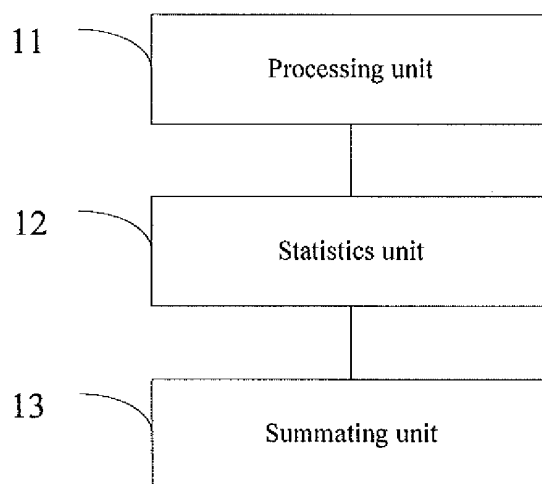 11
Processing unit
12
Statistics unit
13
Summating unit